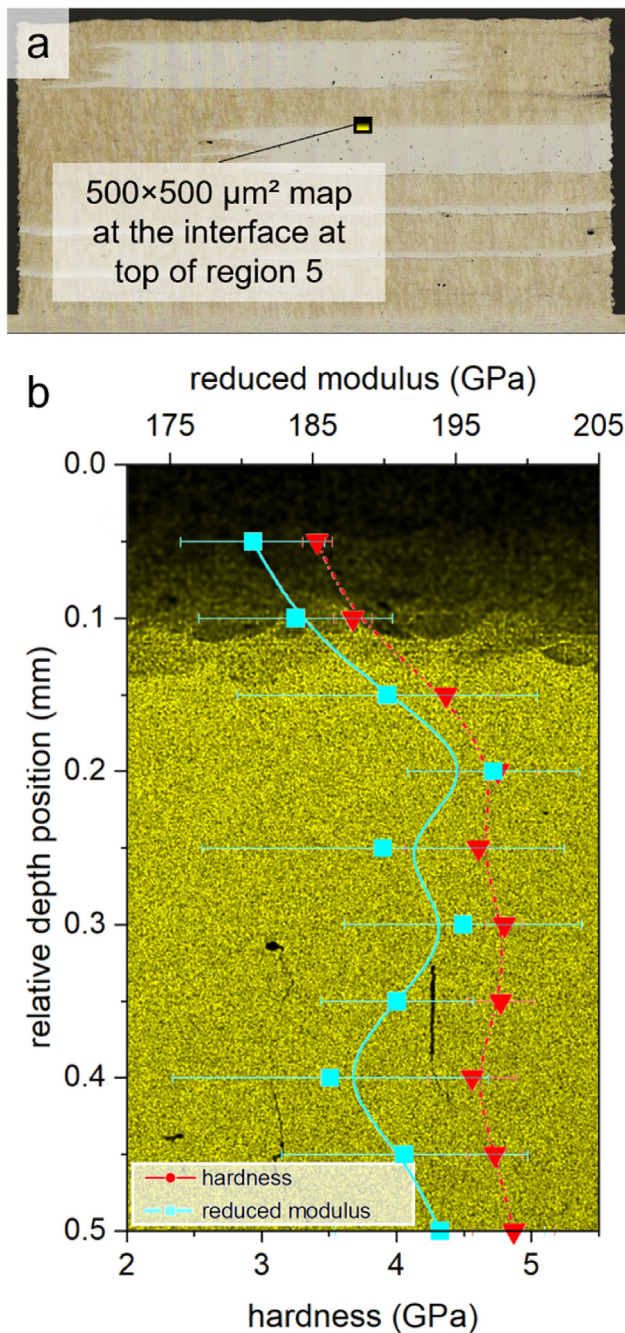 a
500×500 µm² map
at the interface at
top of region 5
b
reduced modulus (GPa)
175 185 195 205
0.0
0.1
0.2
0.3
0.4
0.5
relative depth position (mm)
hardness
reduced modulus
2 3 4 5
hardness (GPa)